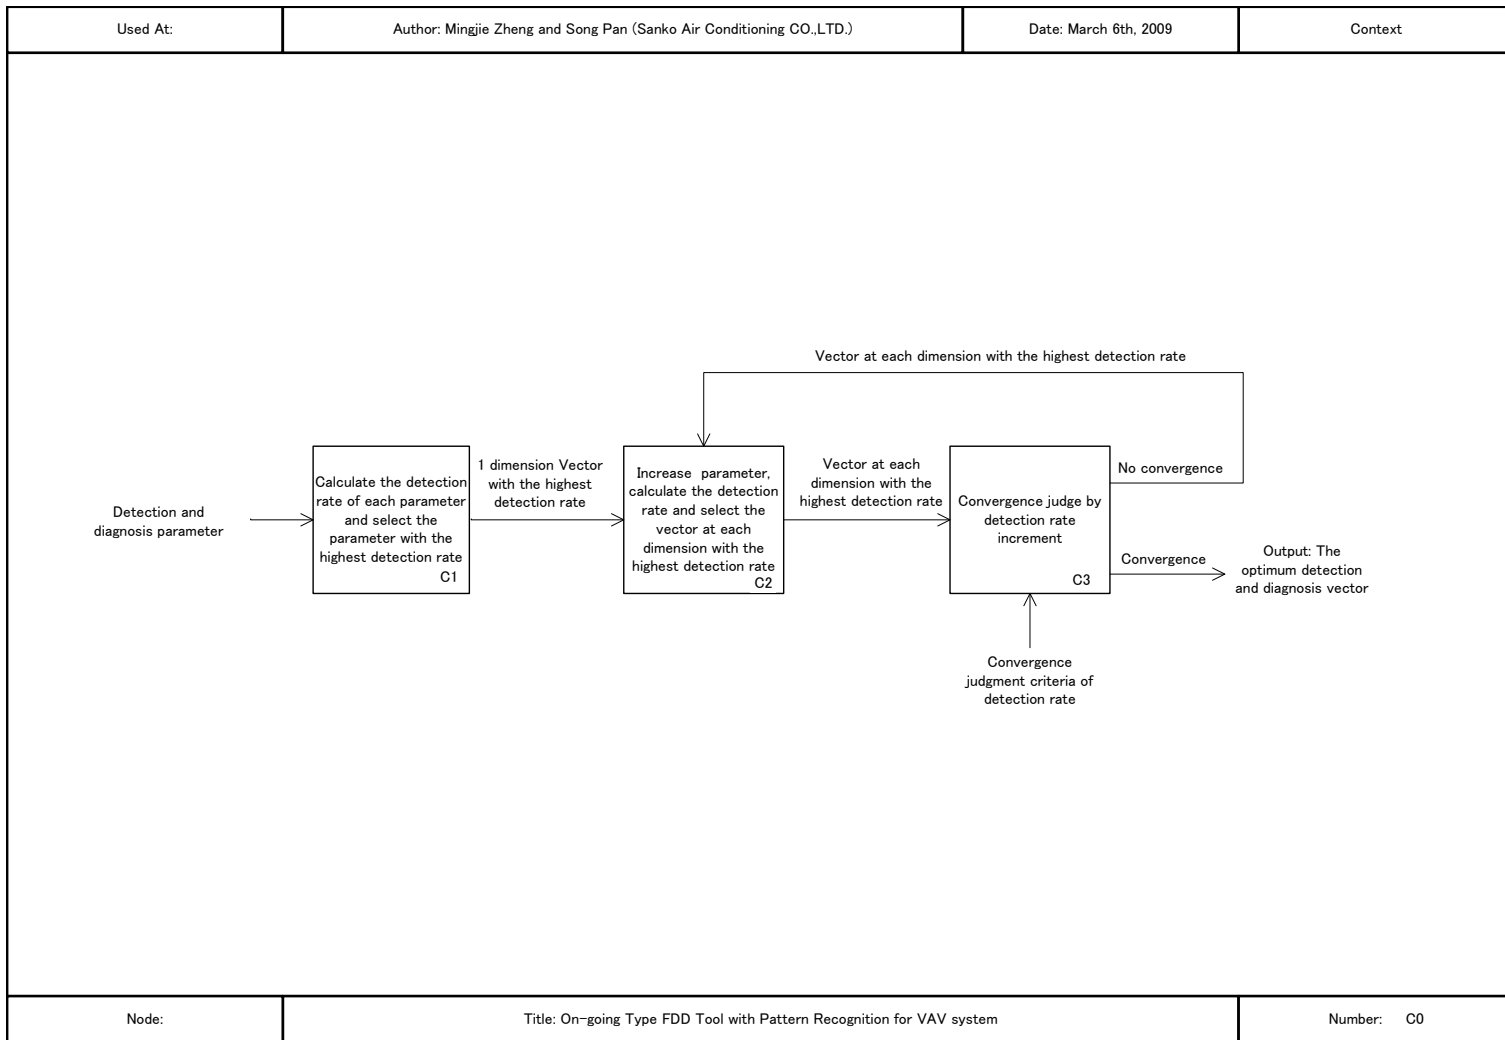 Used At:
Author: Mingjie Zheng and Song Pan (Sanko Air Conditioning CO.,LTD.)
Date: March 6th, 2009
Context
Vector at each dimension with the highest detection rate
Detection and
diagnosis parameter
Calculate the detection
rate of each parameter
and select the
parameter with the
highest detection rate
C1
1 dimension Vector
with the highest
detection rate
Increase parameter,
calculate the detection
rate and select the
vector at each
dimension with the
highest detection rate
C2
Vector at each
dimension with the
highest detection rate
Convergence judge by
detection rate
increment
C3
No convergence
Convergence
Output: The
optimum detection
and diagnosis vector
Convergence
judgment criteria of
detection rate
Node:
Title: On-going Type FDD Tool with Pattern Recognition for VAV system
Number: C0